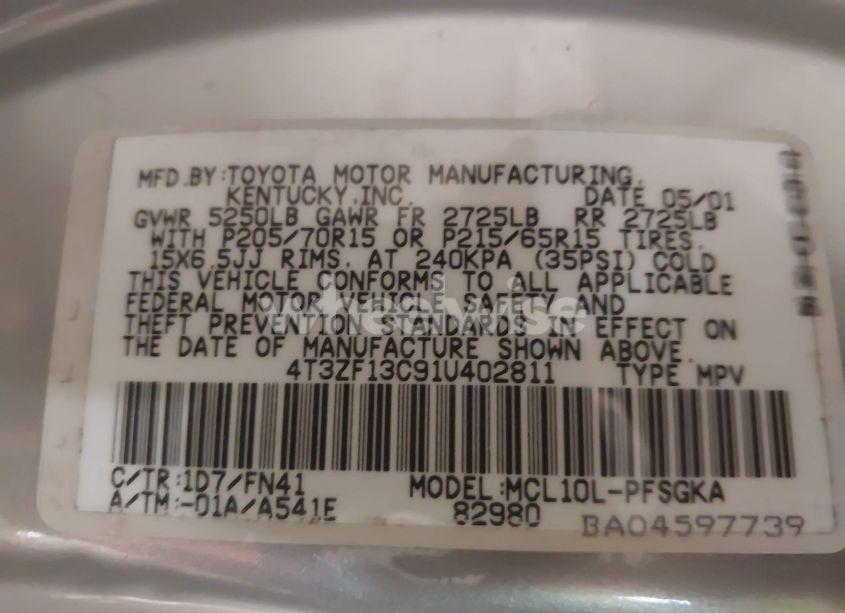 MFD.BY:TOYOTA MOTOR MANUFACTURING,
KENTUCKY,INC. DATE 05/01
GVWR 5250LB GAWR FR 2725LB RR 2725LB
WITH P205/70R15 OR P215/65R15 TIRES.
15X6.5JJ RIMS. AT 240KPA (35PSI) COLD
THIS VEHICLE CONFORMS TO ALL APPLICABLE
FEDERAL MOTOR VEHICLE SAFETY AND
THEFT PREVENTION STANDARDS IN EFFECT ON
THE DATE OF MANUFACTURE SHOWN ABOVE.
4T3ZF13C91U402811 TYPE MPV
C/TR:1D7/FN41 MODEL:MCL10L-PFSGKA
A/TM:-01A/A541E 82980 BA04597739